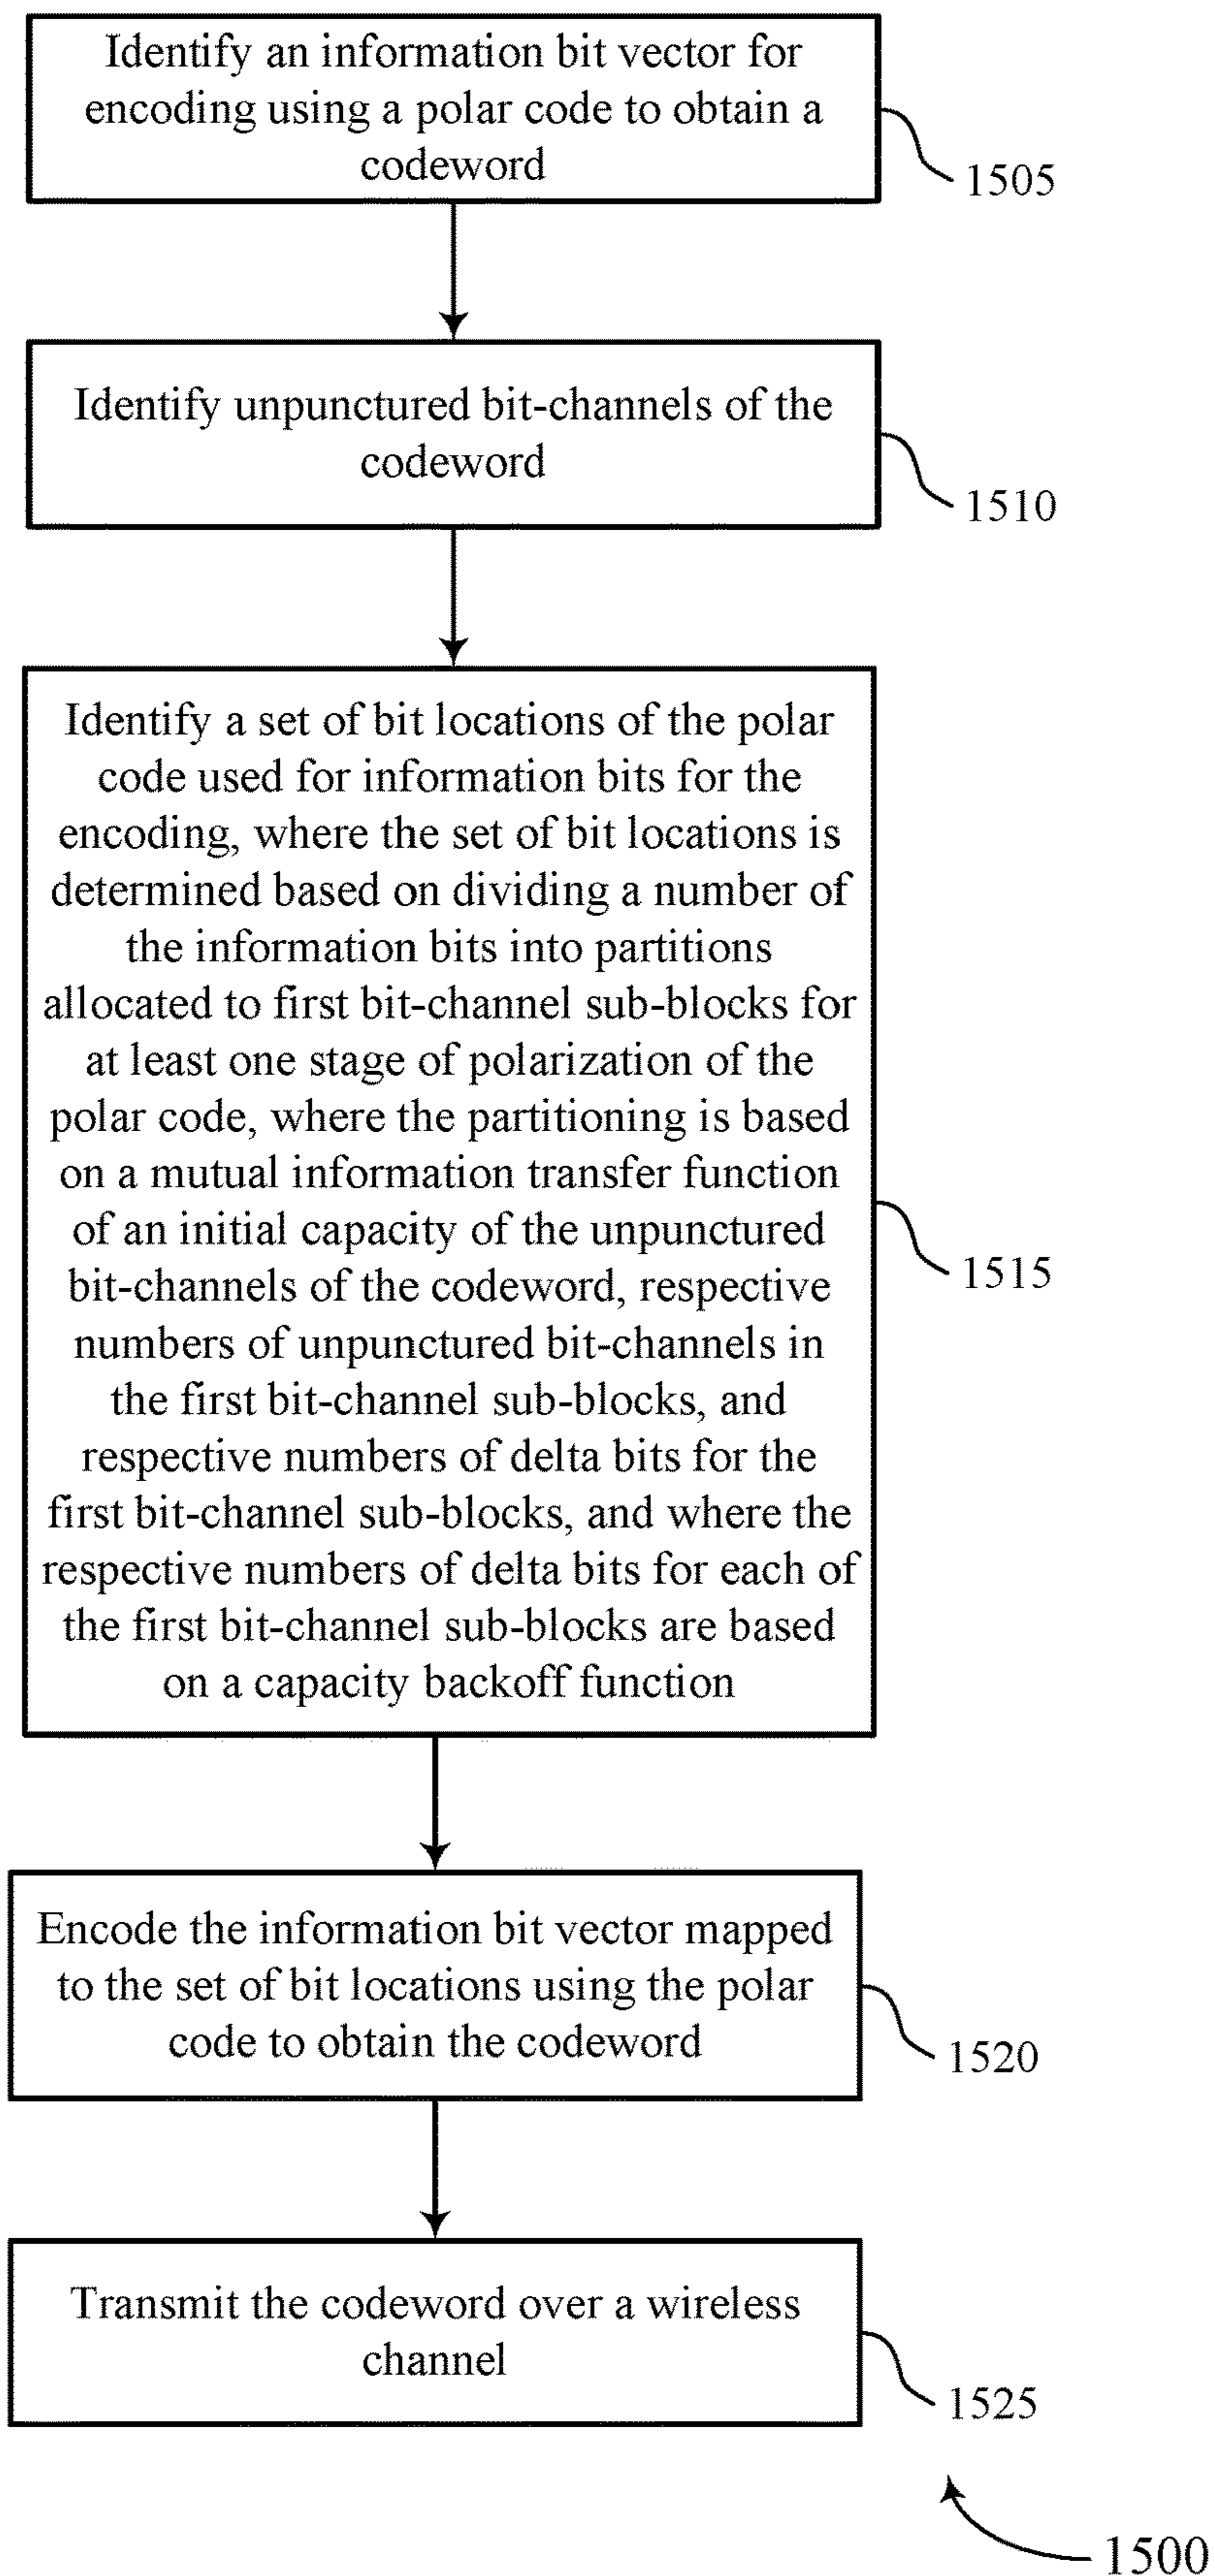 Identify an information bit vector for
encoding using a polar code to obtain a
codeword
1505
Identify unpunctured bit-channels of the
codeword
1510
Identify a set of bit locations of the polar
code used for information bits for the
encoding, where the set of bit locations is
determined based on dividing a number of
the information bits into partitions
allocated to first bit-channel sub-blocks for
at least one stage of polarization of the
polar code, where the partitioning is based
on a mutual information transfer function
of an initial capacity of the unpunctured
bit-channels of the codeword, respective
numbers of unpunctured bit-channels in
the first bit-channel sub-blocks, and
respective numbers of delta bits for the
first bit-channel sub-blocks, and where the
respective numbers of delta bits for each of
the first bit-channel sub-blocks are based
on a capacity backoff function
1515
Encode the information bit vector mapped
to the set of bit locations using the polar
code to obtain the codeword
1520
Transmit the codeword over a wireless
channel
1525
1500